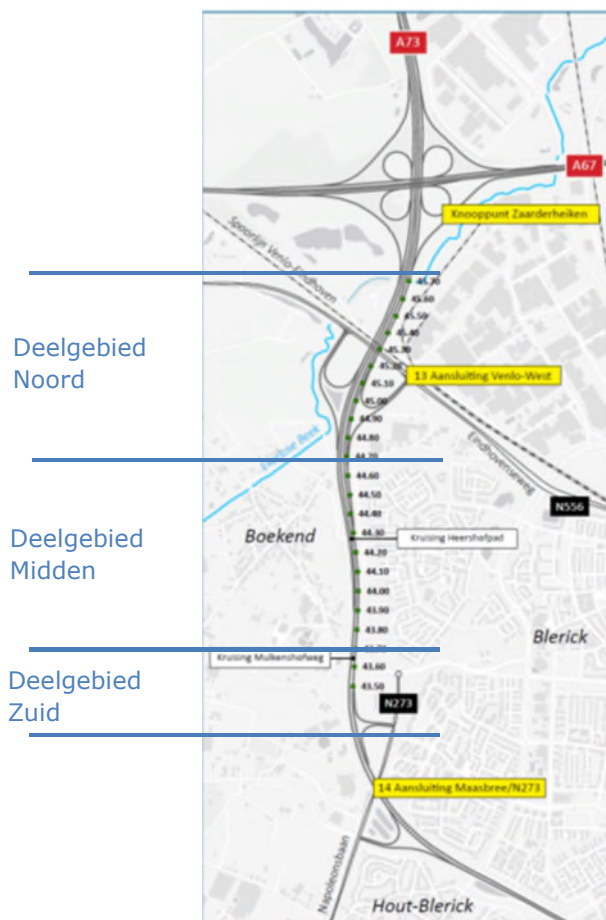 A73
A67
Knooppunt Zaarderheiken
Spoorlijn Venlo-Eindhoven
45.70
45.60
45.50
45.40
45.30
Deelgebied
Noord
13 Aansluiting Venlo-West
45.10
45.00
44.90
44.80
44.70
Eindhovenseweg
44.60
44.50
N556
44.40
44.30
Boekend
Kruising Heershofpad
Deelgebied
Midden
44.20
44.10
44.00
43.90
43.80
Blerick
Kruising Mulkenshofweg
43.60
Deelgebied
Zuid
43.50
N273
14 Aansluiting Maasbree/N273
Napoleonsbaan
Hout-Blerick